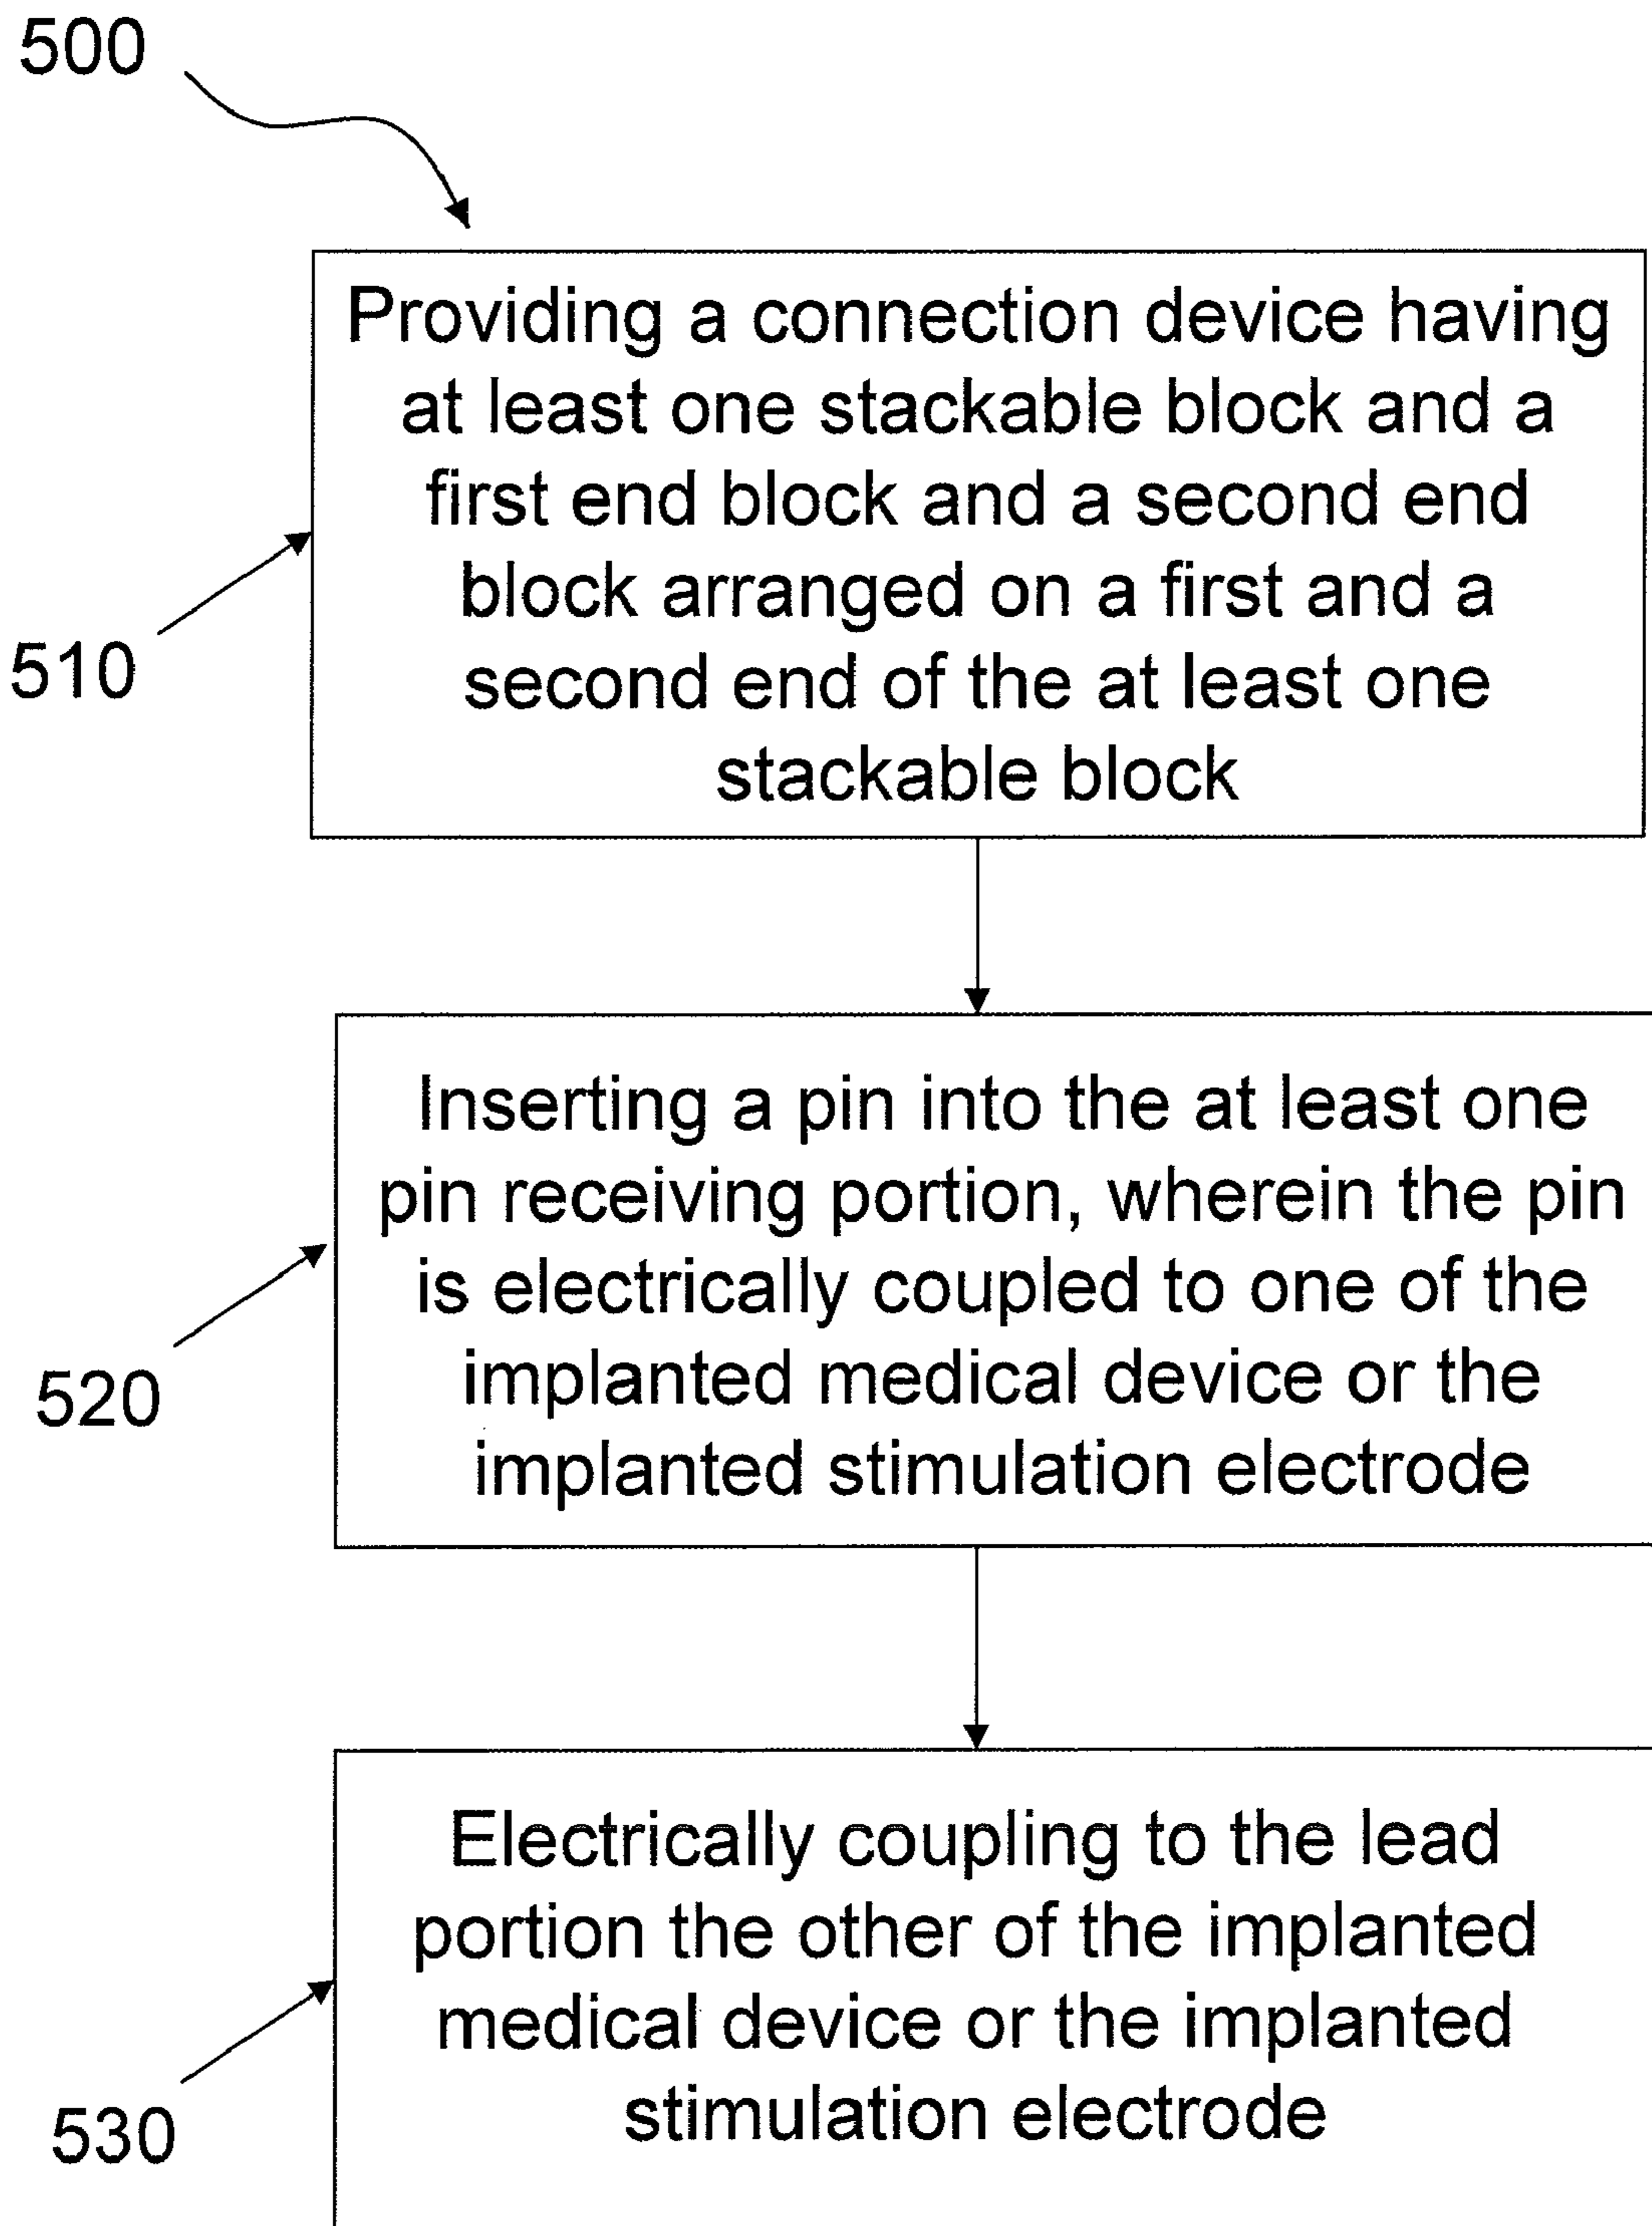 500
Providing a connection device having
at least one stackable block and a
first end block and a second end
block arranged on a first and a
second end of the at least one
stackable block
510
Inserting a pin into the at least one
pin receiving portion, wherein the pin
is electrically coupled to one of the
implanted medical device or the
implanted stimulation electrode
520
Electrically coupling to the lead
portion the other of the implanted
medical device or the implanted
stimulation electrode
530